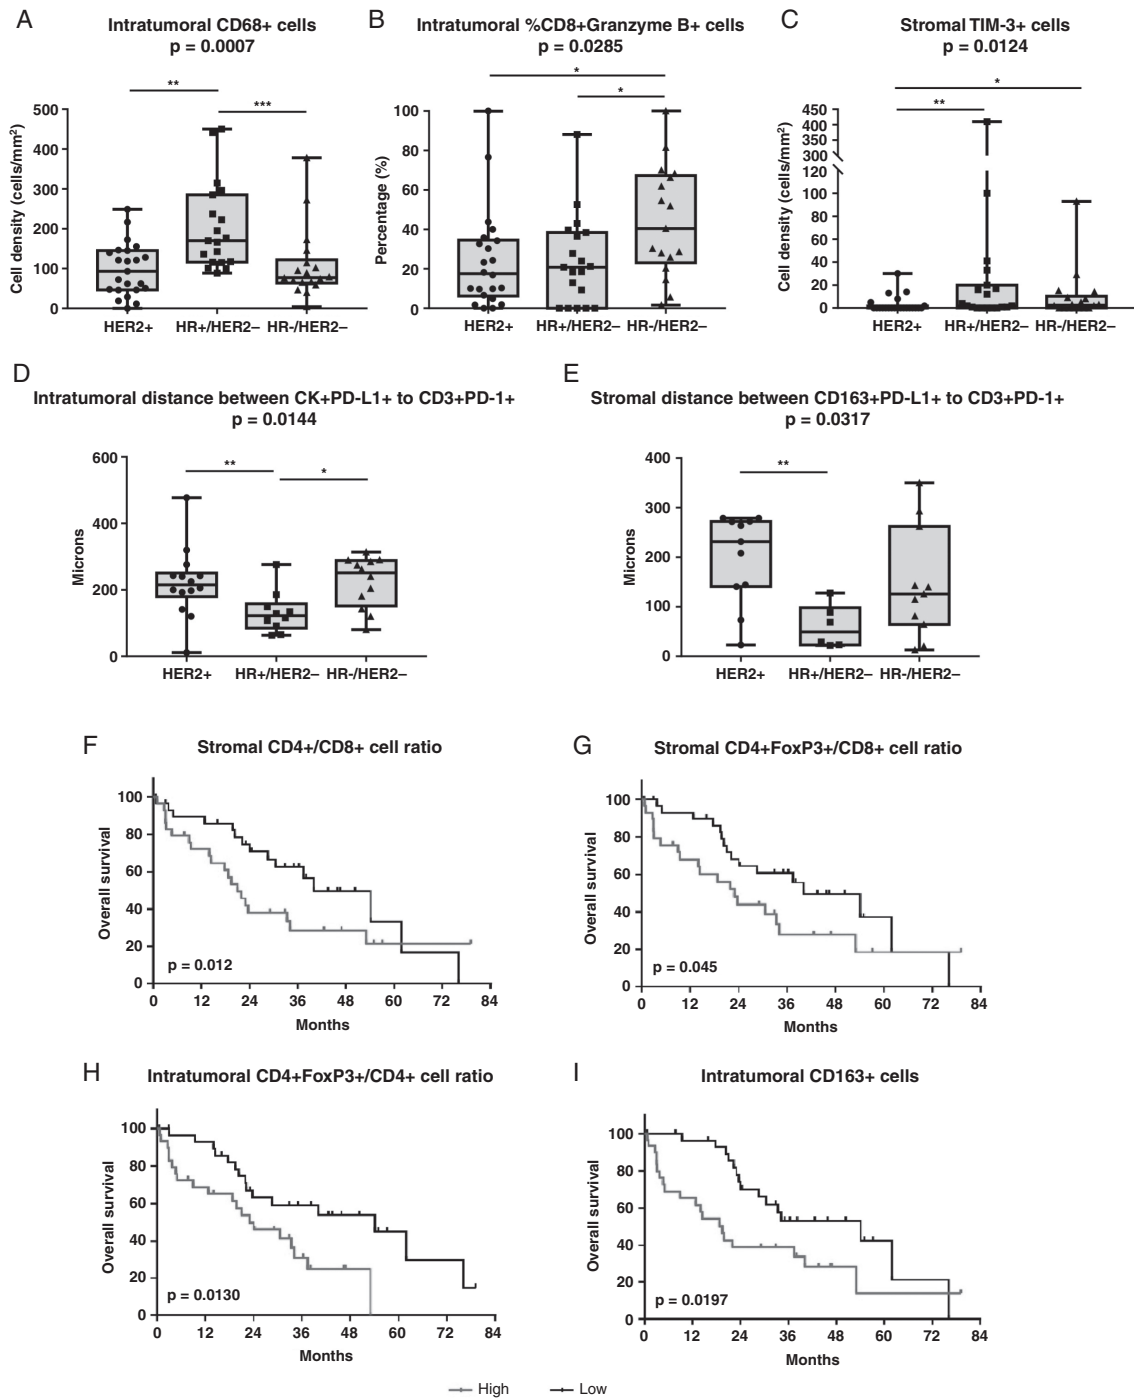 A
Intratumoral CD68+ cells
p = 0.0007
**
***
Cell density (cells/mm²)
500
400
300
200
100
0
HER2+ HR+/HER2– HR-/HER2–
B
Intratumoral %CD8+Granzyme B+ cells
p = 0.0285
*
*
Percentage (%)
100
80
60
40
20
0
HER2+ HR+/HER2– HR-/HER2–
C
Stromal TIM-3+ cells
p = 0.0124
*
**
Cell density (cells/mm²)
450
400
350
300
120
100
80
60
40
20
0
HER2+ HR+/HER2– HR-/HER2–
D
Intratumoral distance between CK+PD-L1+ to CD3+PD-1+
p = 0.0144
**
*
Microns
600
400
200
0
HER2+ HR+/HER2– HR-/HER2–
E
Stromal distance between CD163+PD-L1+ to CD3+PD-1+
p = 0.0317
**
Microns
400
300
200
100
0
HER2+ HR+/HER2– HR-/HER2–
F
Stromal CD4+/CD8+ cell ratio
Overall survival
100
80
60
40
20
0
p = 0.012
0 12 24 36 48 60 72 84
Months
G
Stromal CD4+FoxP3+/CD8+ cell ratio
Overall survival
100
80
60
40
20
0
p = 0.045
0 12 24 36 48 60 72 84
Months
H
Intratumoral CD4+FoxP3+/CD4+ cell ratio
Overall survival
100
80
60
40
20
0
p = 0.0130
0 12 24 36 48 60 72 84
Months
I
Intratumoral CD163+ cells
Overall survival
100
80
60
40
20
0
p = 0.0197
0 12 24 36 48 60 72 84
Months
High Low